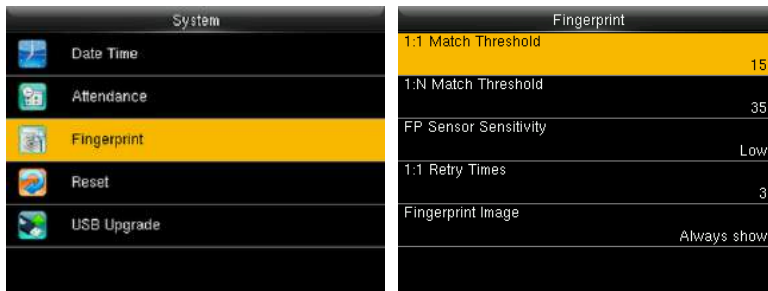 System
Date Time
Attendance
Fingerprint
Reset
USB Upgrade
Fingerprint
1:1 Match Threshold
15
1:N Match Threshold
35
FP Sensor Sensitivity
Low
1:1 Retry Times
3
Fingerprint Image
Always show